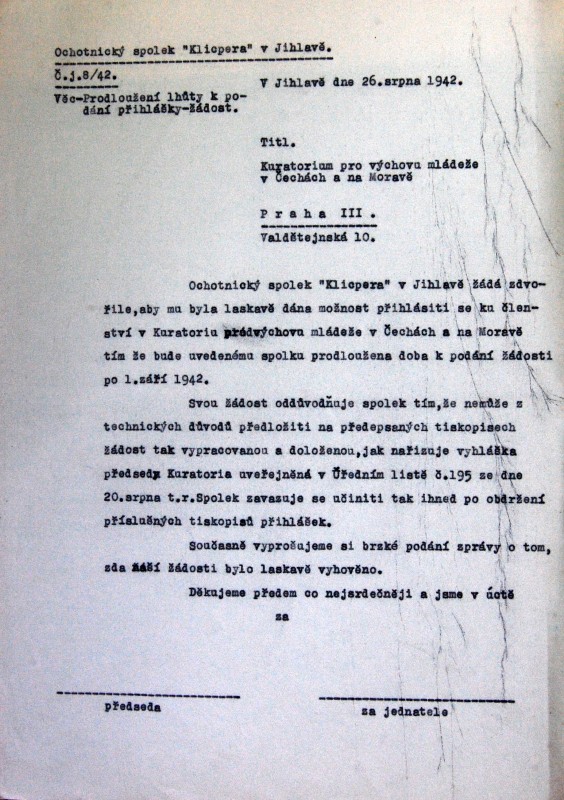 Ochotnický spolek "Klicpera" v Jihlavě.
Č.j.8/42.
V Jihlavě dne 26.srpna 1942.
Věc-Prodloužení lhůty k po-
dání přihlášky-žádost.
Titl.
Kuratorium pro výchovu mládeže
v Čechách a na Moravě
Praha III.
Valdětejnská 10.
Ochotnický spolek "Klicpera" v Jihlavě žádá zdvo-
řile,aby mu byla laskavě dána možnost přihlásiti se ku člen-
ství v Kuratoriu mládeže v Čechách a na Moravě
tím že bude uvedenému spolku prodloužena doba k podání žádosti
po 1.září 1942.
Svou žádost oddůvodňuje spolek tím,že nemůže z
technických důvodů předložiti na předepsaných tiskopisech
žádost tak vypracovanou a doloženou,jak nařizuje vyhláška
předsedy Kuratoria uveřejněná v Úředním listě č.195 ze dne
20.srpna t.r.Spolek zavazuje se učiniti tak ihned po obdržení
příslušných tiskopisů přihlášek.
Současně vyprošujeme si brzké podání zprávy o tom,
zda naší žádosti bylo laskavě vyhověno.
Děkujeme předem co nejsrdečněji a jsme v úctě
za
předseda
za jednatele